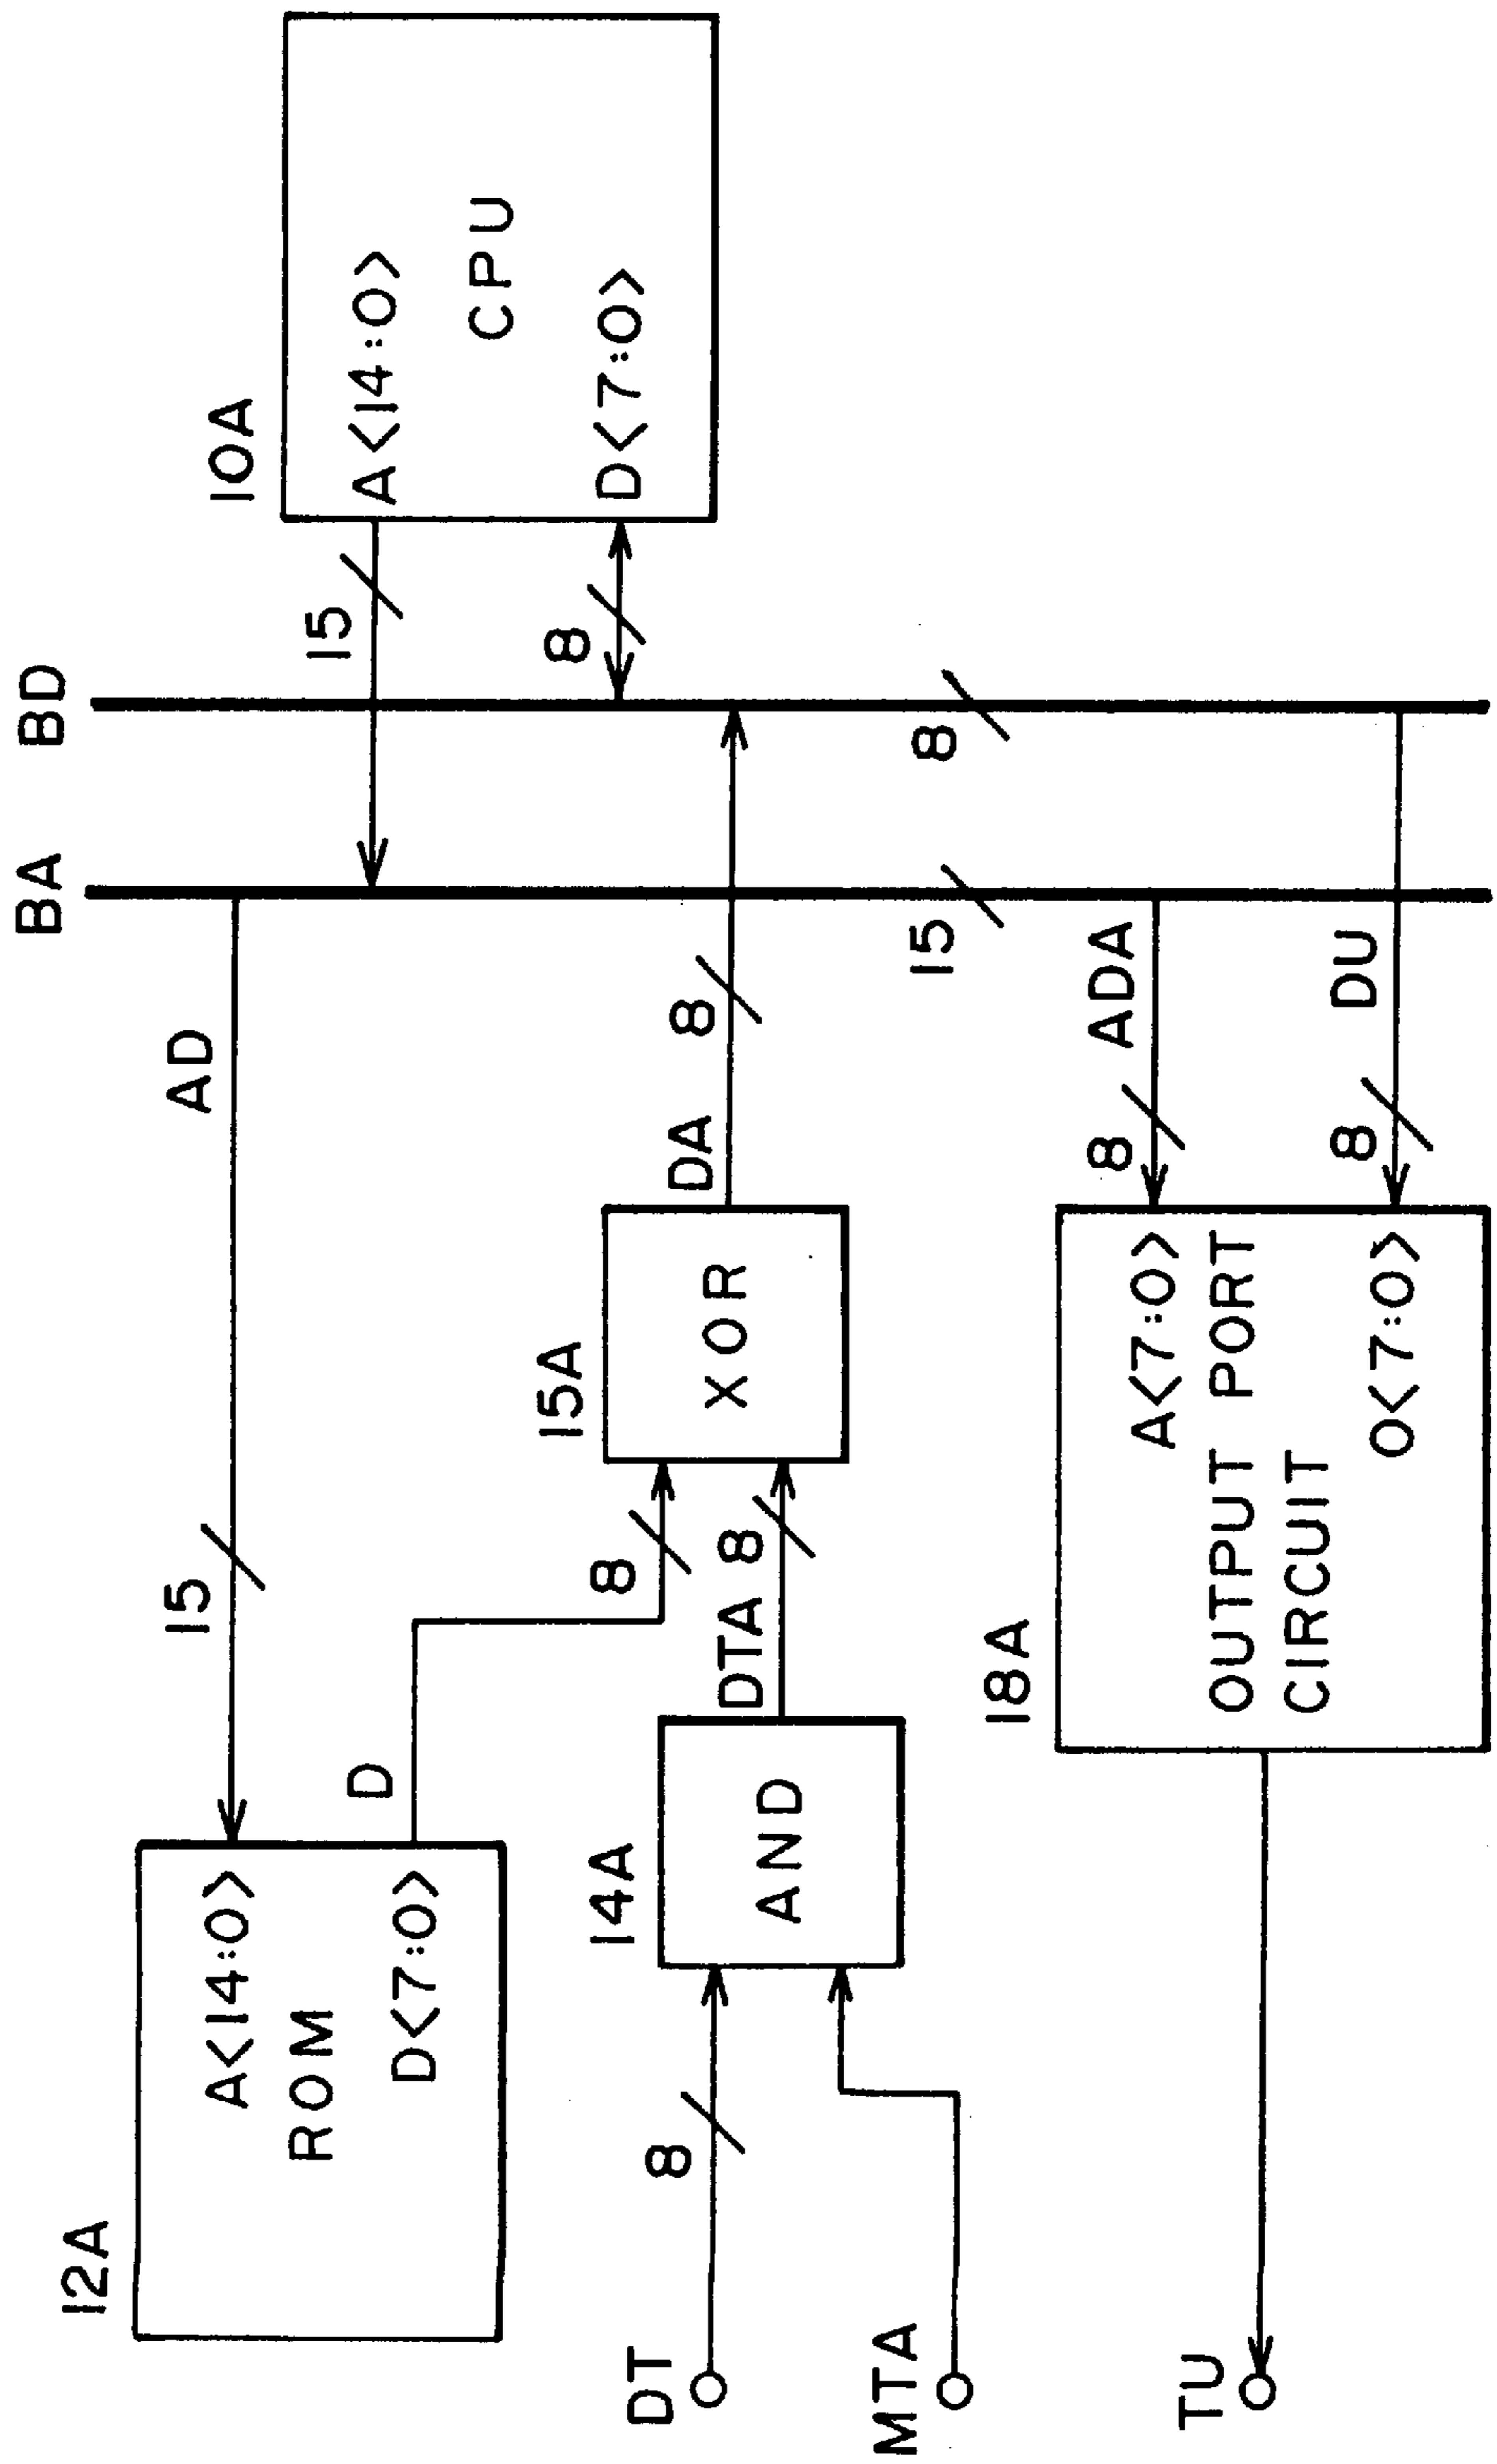 12A
A<14:0>
ROM
D<7:0>
15
AD
BA
BD
D
10A
A<14:0>
CPU
D<7:0>
15
8
DT
8
MTA
14A
AND
DTA
8
8
15A
XOR
DA
8
15
8
18A
A<7:0>
OUTPUT PORT
CIRCUIT
O<7:0>
8
ADA
8
DU
TU